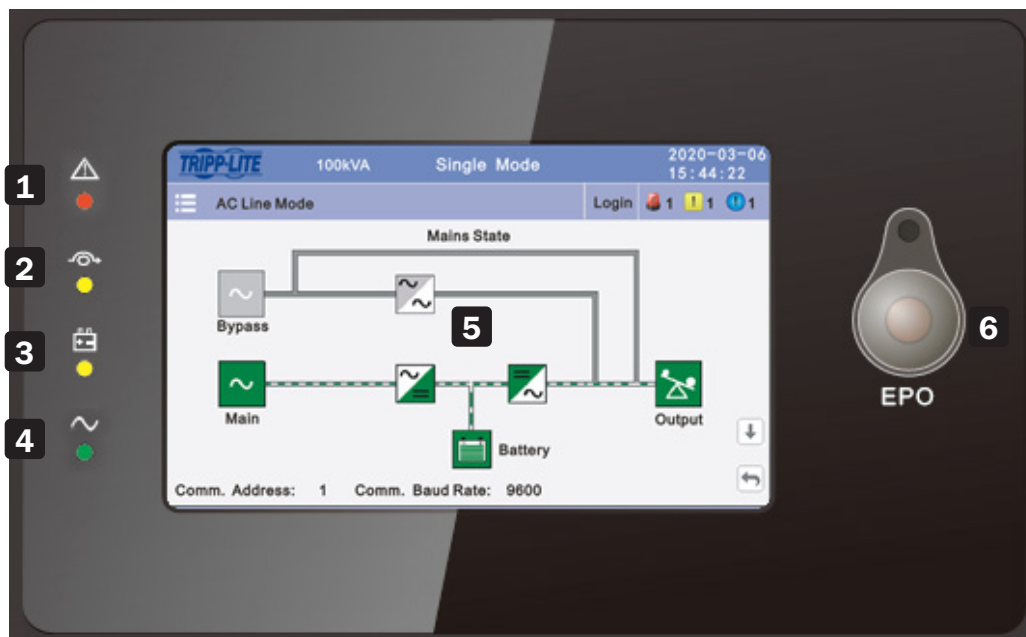 TRIPP-LITE 100kVA Single Mode 2020-03-06
15:44:22
AC Line Mode Login 1 1 1
Mains State
Bypass
Main
Battery
Output
Comm. Address: 1 Comm. Baud Rate: 9600
1
2
3
4
5
6
EPO